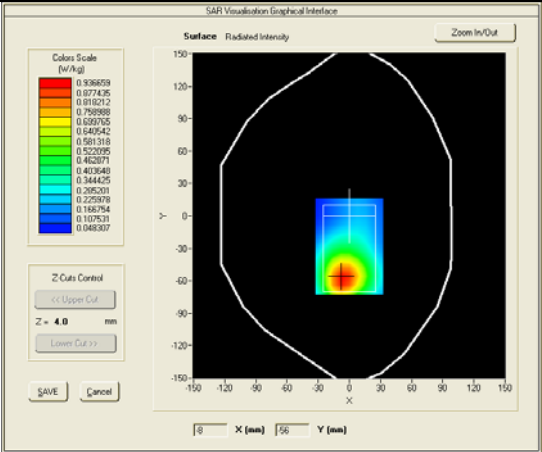 SAR Visualisation Graphical Interface
Surface Radiated Intensity
Zoom In/Out
Colors Scale
(W/kg)
0.936659
0.877435
0.818212
0.758988
0.699765
0.640542
0.581318
0.522095
0.462871
0.403648
0.344425
0.285201
0.225978
0.166754
0.107531
0.048307
Z-Cuts Control
<< Upper Cut
Z = 4.0 mm
Lower Cut >>
SAVE Cancel
150
120
90
60
30
0
-30
-60
-90
-120
-150
Y
-150 -120 -90 -60 -30 0 30 60 90 120 150
X
-8 X (mm) -56 Y (mm)